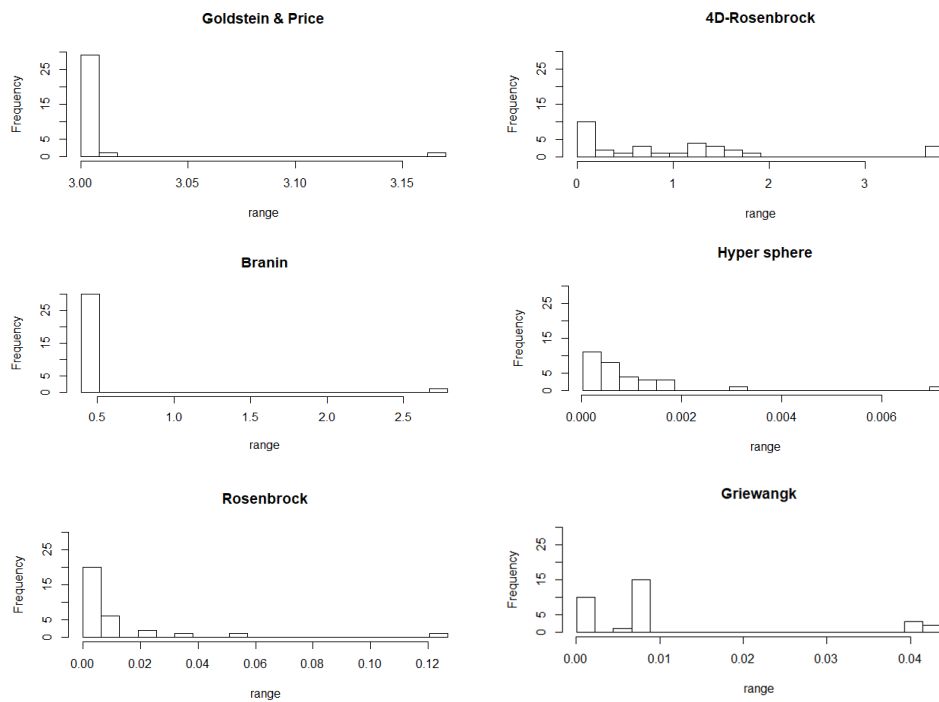 Goldstein & Price
Frequency
5 15 25
3.00 3.05 3.10 3.15
range
4D-Rosenbrock
Frequency
5 15 25
0 1 2 3
range
Branin
Frequency
0 5 15 25
0.5 1.0 1.5 2.0 2.5
range
Hyper sphere
Frequency
0 5 15 25
0.000 0.002 0.004 0.006
range
Rosenbrock
Frequency
0 5 15 25
0.00 0.02 0.04 0.06 0.08 0.10 0.12
range
Griewangk
Frequency
0 5 15 25
0.00 0.01 0.02 0.03 0.04
range